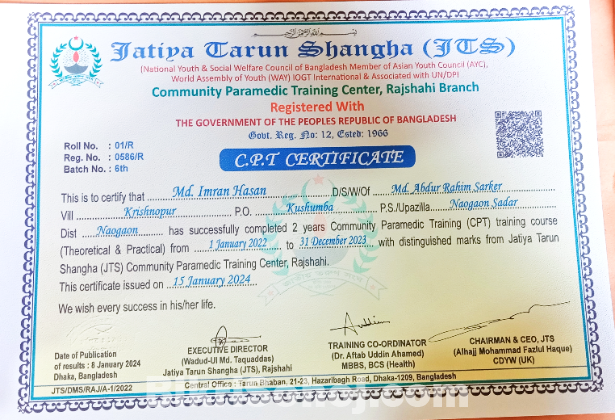 Jatiya Tarun Shangha (JTS)
(National Youth & Social Welfare Council of Bangladesh Member of Asian Youth Council (AYC),
World Assembly of Youth (WAY) IOGT International & Associated with UN/DPI
Community Paramedic Training Center, Rajshahi Branch
Registered With
THE GOVERNMENT OF THE PEOPLES REPUBLIC OF BANGLADESH
Govt. Reg. No: 12, Ested: 1966
Roll No. : 01/R
Reg. No. : 0586/R
Batch No. : 6th
C.P.T CERTIFICATE
This is to certify that Md. Imran Hasan D/S/W/Of Md. Abdur Rahim Sarker
Vill Krishnopur P.O. Kushumba P.S./Upazilla Naogaon Sadar
Dist Naogaon has successfully completed 2 years Community Paramedic Training (CPT) training course
(Theoretical & Practical) from 1 January 2022 to 31 December 2023 with distinguished marks from Jatiya Tarun
Shangha (JTS) Community Paramedic Training Center, Rajshahi.
This certificate issued on 15 January 2024
We wish every success in his/her life.
Date of Publication
of results : 8 January 2024
Dhaka, Bangladesh
EXECUTIVE DIRECTOR
(Wadud-Ul Md. Taquaddas)
Jatiya Tarun Shangha (JTS), Rajshahi
TRAINING CO-ORDINATOR
(Dr. Aftab Uddin Ahamed)
MBBS, BCS (Health)
CHAIRMAN & CEO, JTS
(Alhajj Mohammad Fazlul Haque)
CDYW (UK)
JTS/DMS/RAJ/A-1/2022
Central Office : Tarun Bhaban, 21-23, Hazaribagh Road, Dhaka-1209, Bangladesh